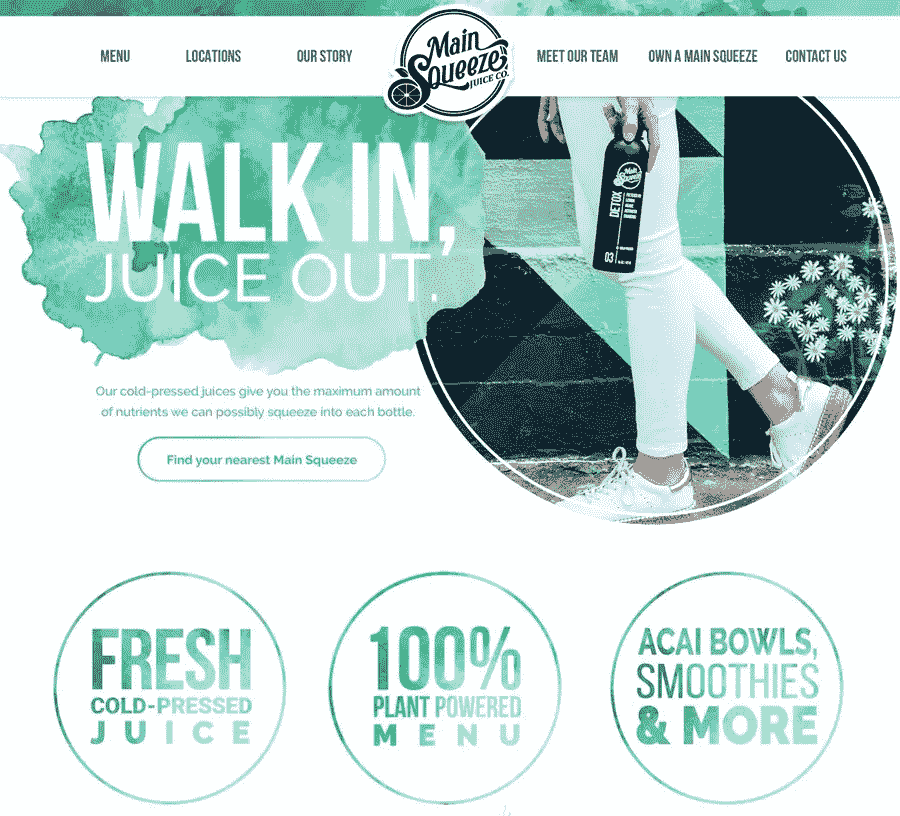 MENU
LOCATIONS
OUR STORY
Main
Squeeze
JUICE CO.
MEET OUR TEAM
OWN A MAIN SQUEEZE
CONTACT US
WALK IN,
JUICE OUT.
Main
Squeeze
DETOX
03
Our cold-pressed juices give you the maximum amount
of nutrients we can possibly squeeze into each bottle.
Find your nearest Main Squeeze
FRESH
COLD-PRESSED
JUICE
100%
PLANT POWERED
MENU
ACAI BOWLS,
SMOOTHIES
& MORE